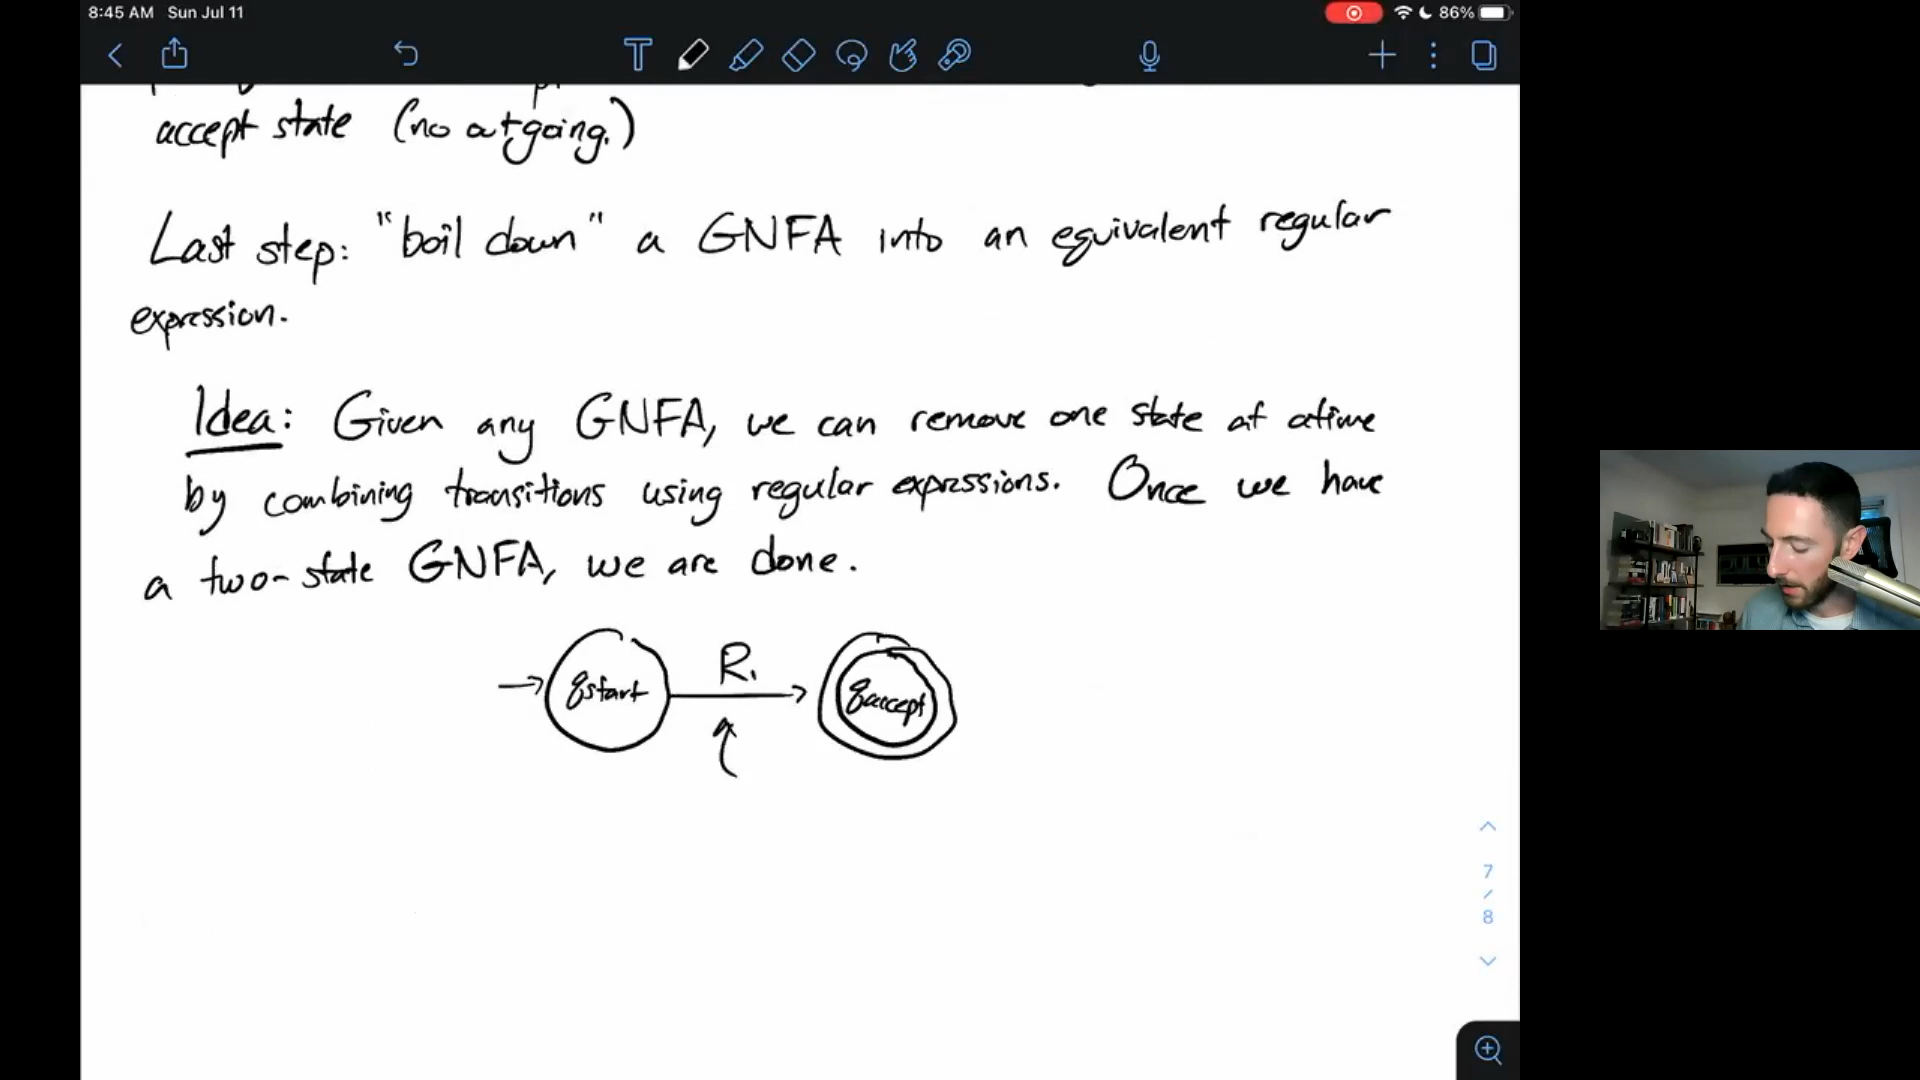 8:45 AM Sun Jul 11
86%
accept state (no outgoing.)
Last step: "boil down" a GNFA into an equivalent regular
expression.
Idea: Given any GNFA, we can remove one state at a time
by combining transitions using regular expressions. Once we have
a two-state GNFA, we are done.
qstart R1 qaccept
7
/
8